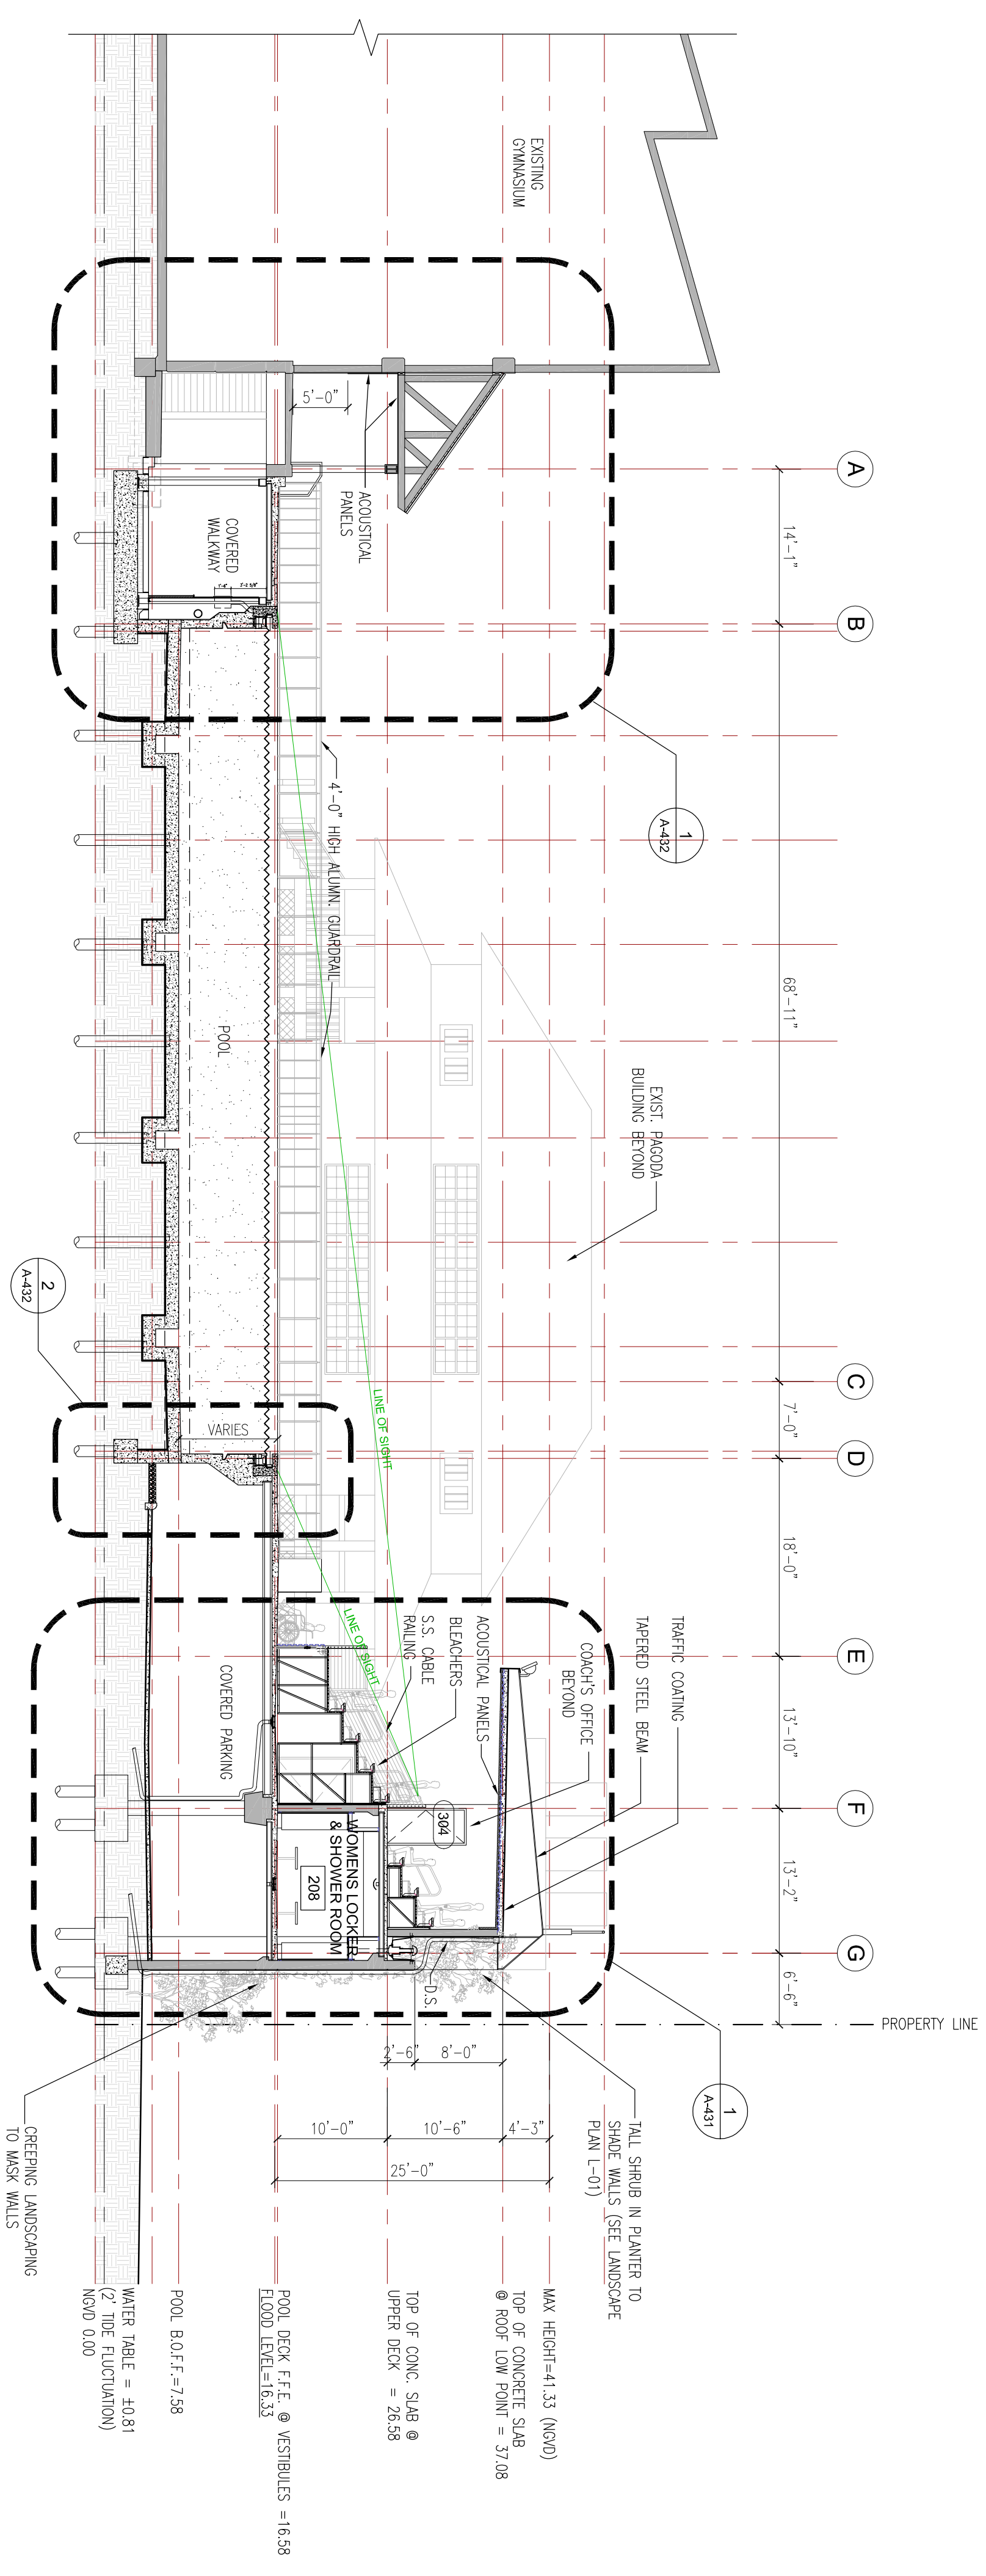 A
B
C
D
E
F
G
14'-1"
68'-11"
7'-0"
18'-0"
13'-10"
13'-2"
6'-6"
PROPERTY LINE
EXISTING
GYMNASIUM
5'-0"
ACOUSTICAL
PANELS
COVERED
WALKWAY
1
A-432
4'-0" HIGH ALUMN. GUARDRAIL
POOL
EXIST. PAGODA
BUILDING BEYOND
2
A-432
VARIES
LINE OF SIGHT
LINE OF SIGHT
TRAFFIC COATING
TAPERED STEEL BEAM
COACH'S OFFICE
BEYOND
ACOUSTICAL PANELS
BLEACHERS
S.S. CABLE
RAILING
COVERED PARKING
304
WOMENS LOCKER
& SHOWER ROOM
208
D.S.
1
A-431
2'-6"
8'-0"
10'-0"
10'-6"
4'-3"
25'-0"
TALL SHRUB IN PLANTER TO
SHADE WALLS (SEE LANDSCAPE
PLAN L-01)
CREEPING LANDSCAPING
TO MASK WALLS
MAX HEIGHT=41.33 (NGVD)
TOP OF CONCRETE SLAB
@ ROOF LOW POINT = 37.08
TOP OF CONC. SLAB @
UPPER DECK = 26.58
POOL DECK F.F.E. @ VESTIBULES =16.58
FLOOD LEVEL=16.33
POOL B.O.F.F.=7.58
WATER TABLE = ±0.81
(2' TIDE FLUCTUATION)
NGVD 0.00